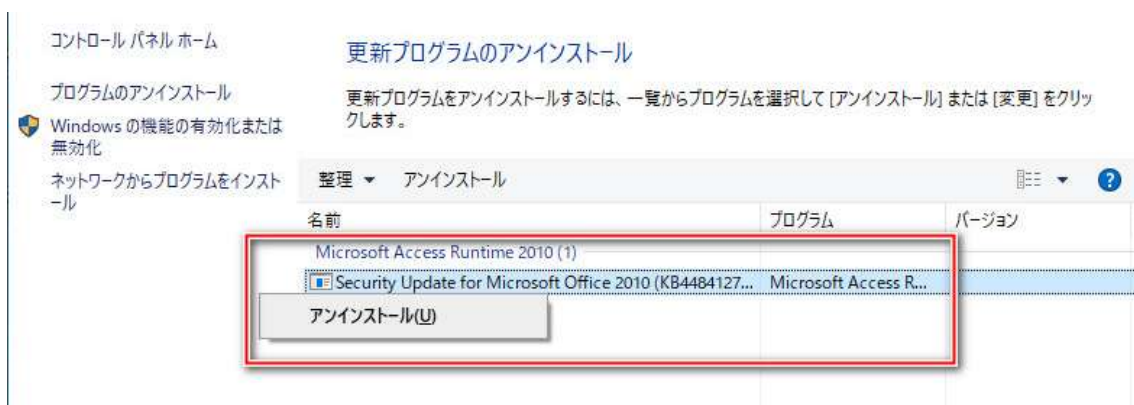 コントロール パネル ホーム
プログラムのアンインストール
Windows の機能の有効化または
無効化
ネットワークからプログラムをインスト
ール
更新プログラムのアンインストール
更新プログラムをアンインストールするには、一覧からプログラムを選択して [アンインストール] または [変更] をクリッ
クします。
整理 アンインストール
名前 プログラム バージョン
Microsoft Access Runtime 2010 (1)
Security Update for Microsoft Office 2010 (KB4484127... Microsoft Access R...
アンインストール(U)